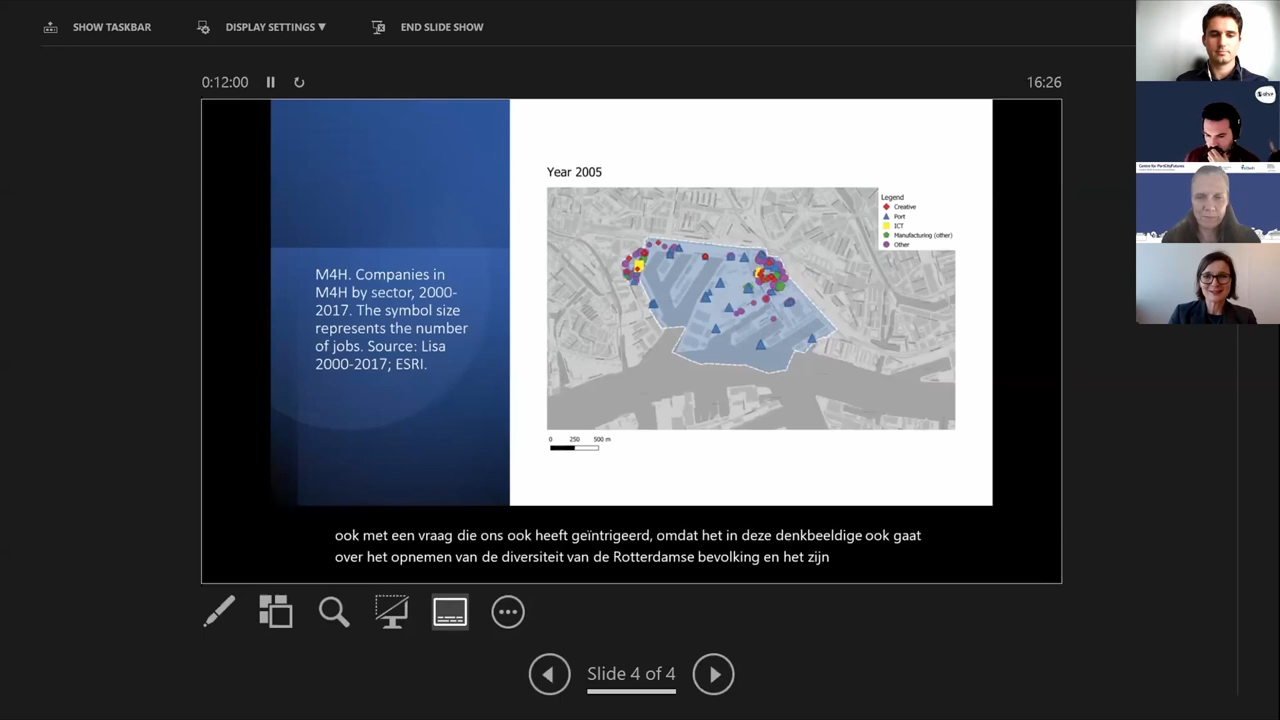 SHOW TASKBAR
DISPLAY SETTINGS ▼
END SLIDE SHOW
0:12:00
16:26
Year 2005
Legend
Creative
Port
ICT
Manufacturing (other)
Other
M4H. Companies in
M4H by sector, 2000-
2017. The symbol size
represents the number
of jobs. Source: Lisa
2000-2017; ESRI.
0 250 500 m
ook met een vraag die ons ook heeft geïntrigeerd, omdat het in deze denkbeeldige ook gaat
over het opnemen van de diversiteit van de Rotterdamse bevolking en het zijn
Slide 4 of 4
Centre for PortCityFutures